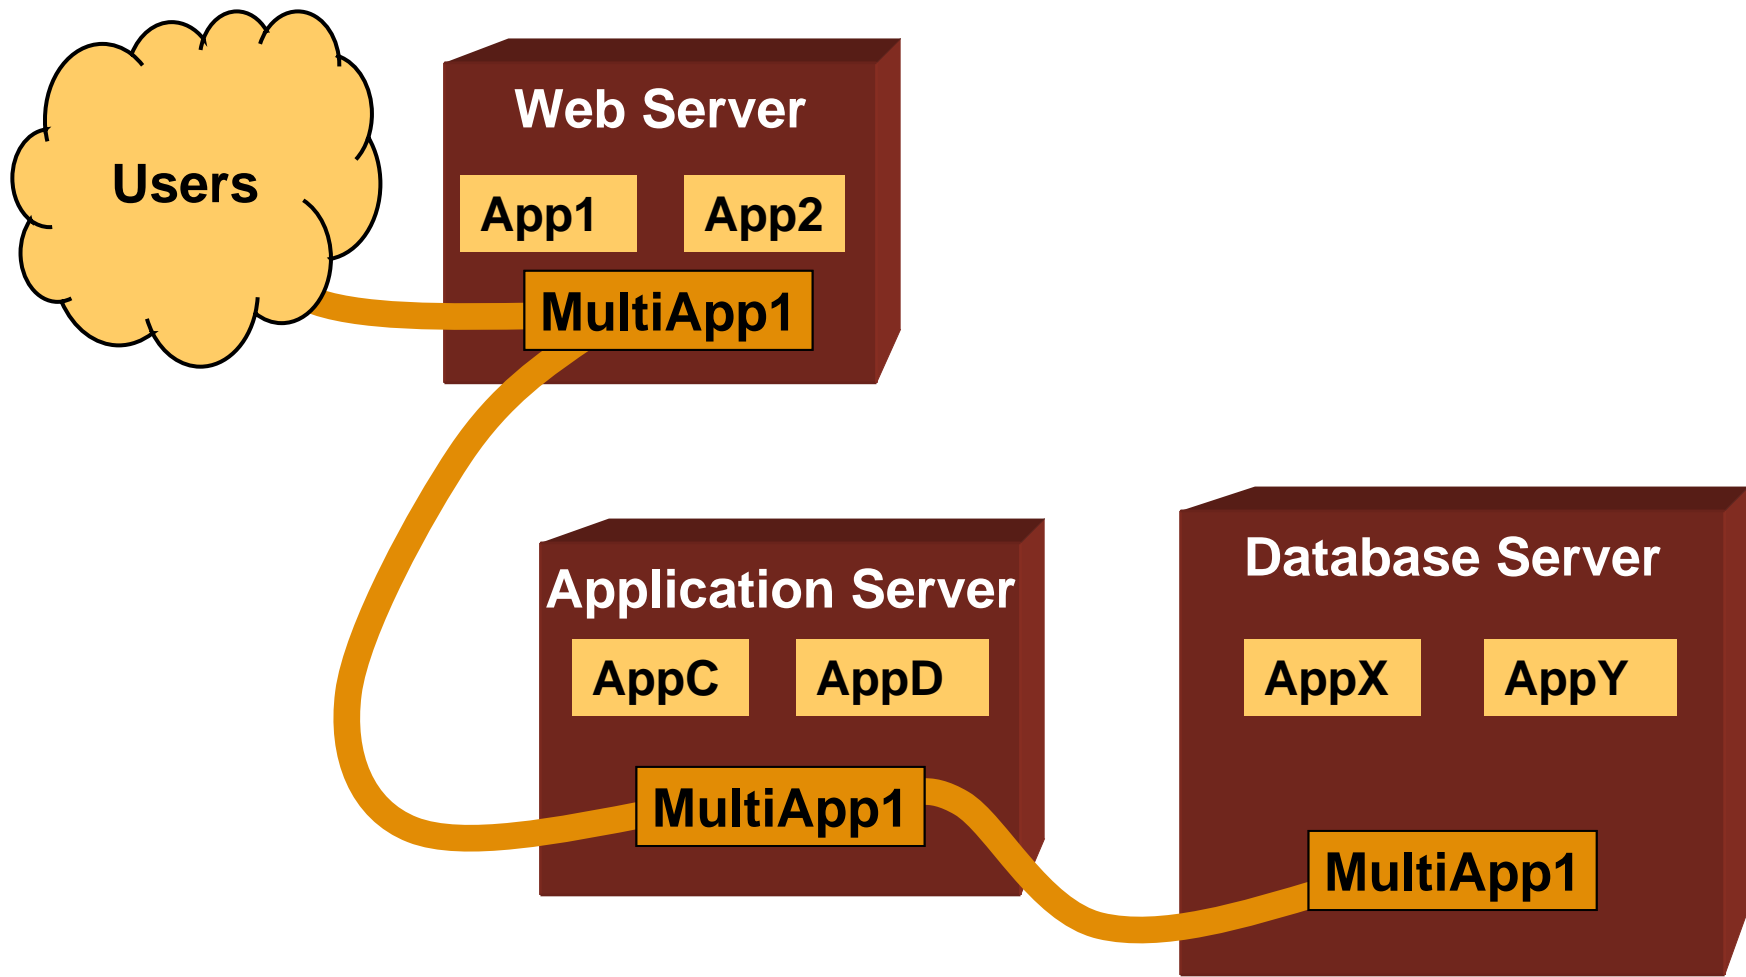 Users
Web Server
App1
App2
MultiApp1
Application Server
AppC
AppD
MultiApp1
Database Server
AppX
AppY
MultiApp1